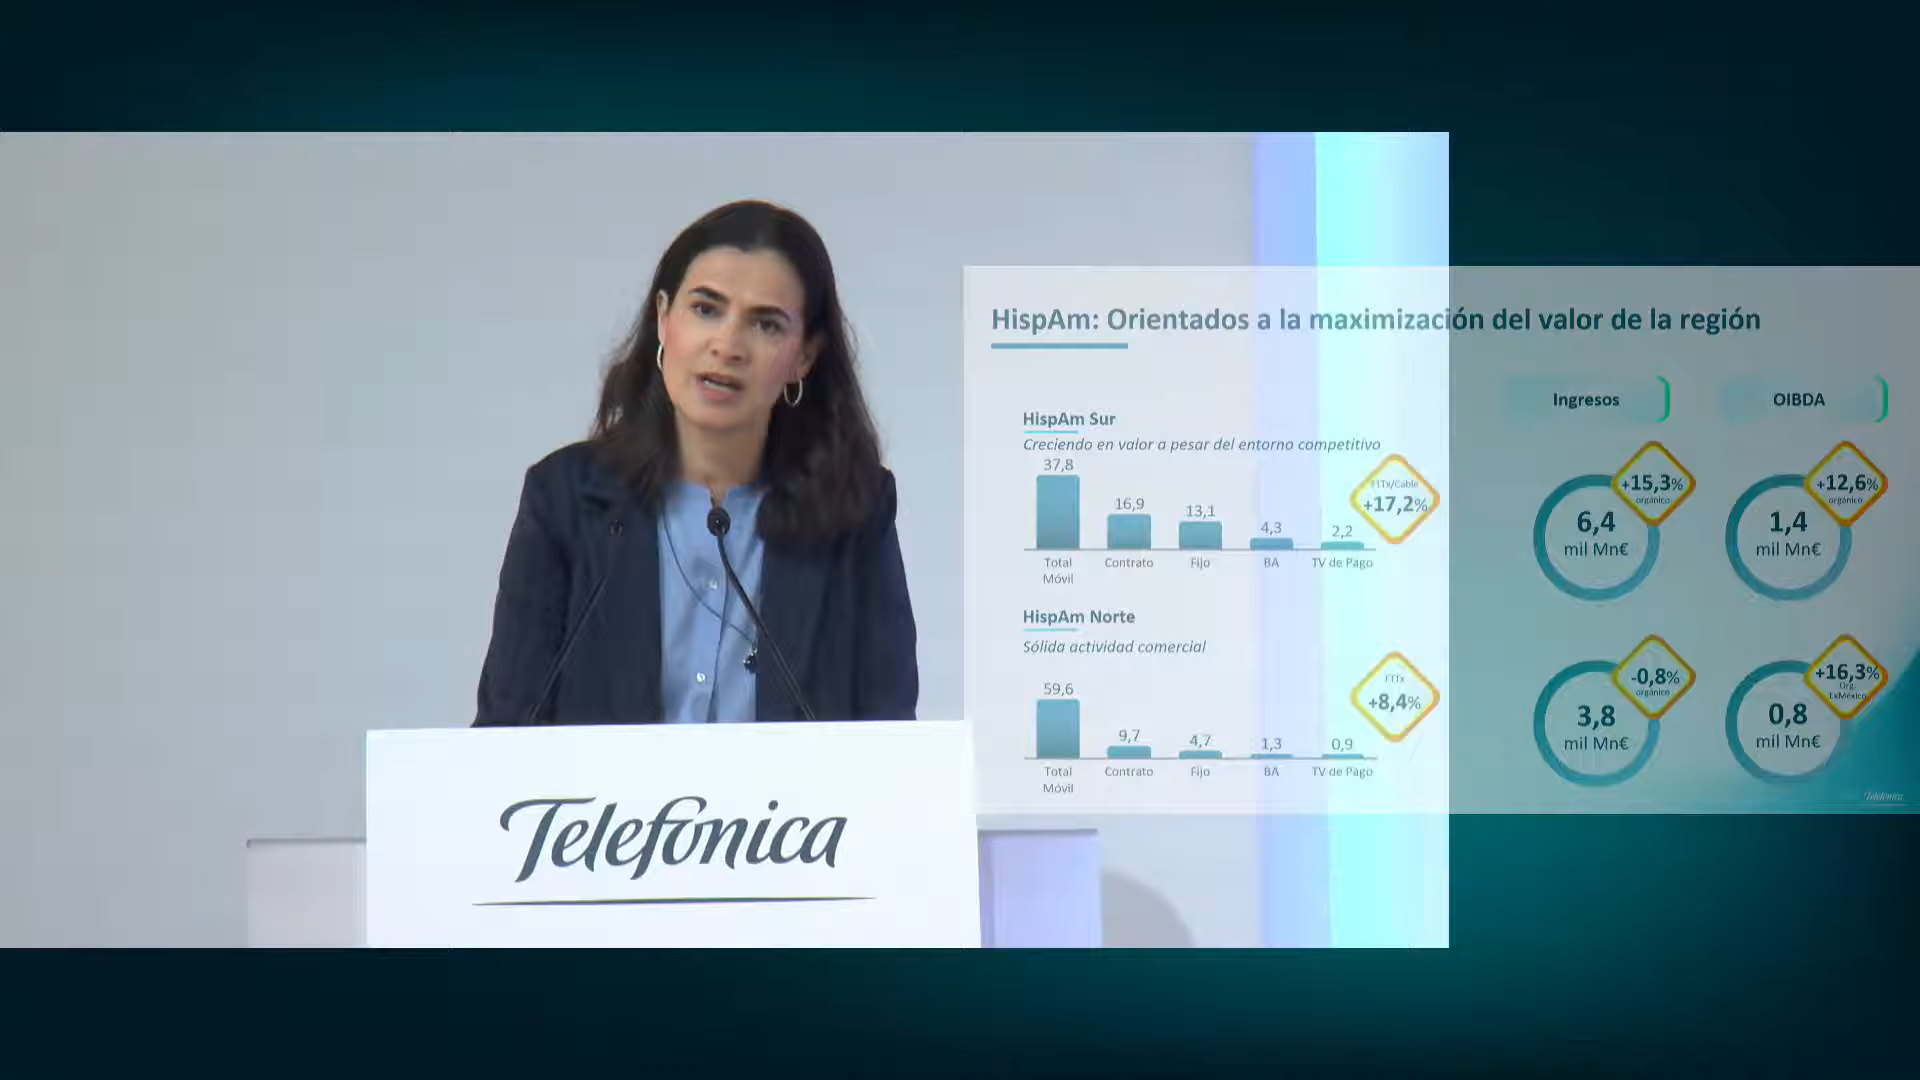 HispAm: Orientados a la maximización del valor de la región
Ingresos
OIBDA
HispAm Sur
Creciendo en valor a pesar del entorno competitivo
37,8
16,9
13,1
4,3
2,2
Total
Móvil
Contrato
Fijo
BA
TV de Pago
FTTx/Cable
+17,2%
+15,3%
orgánico
6,4
mil Mn€
+12,6%
orgánico
1,4
mil Mn€
HispAm Norte
Sólida actividad comercial
59,6
9,7
4,7
1,3
0,9
Total
Móvil
Contrato
Fijo
BA
TV de Pago
FTTx
+8,4%
-0,8%
orgánico
3,8
mil Mn€
+16,3%
Org.
ExMéxico
0,8
mil Mn€
Telefónica
Telefónica